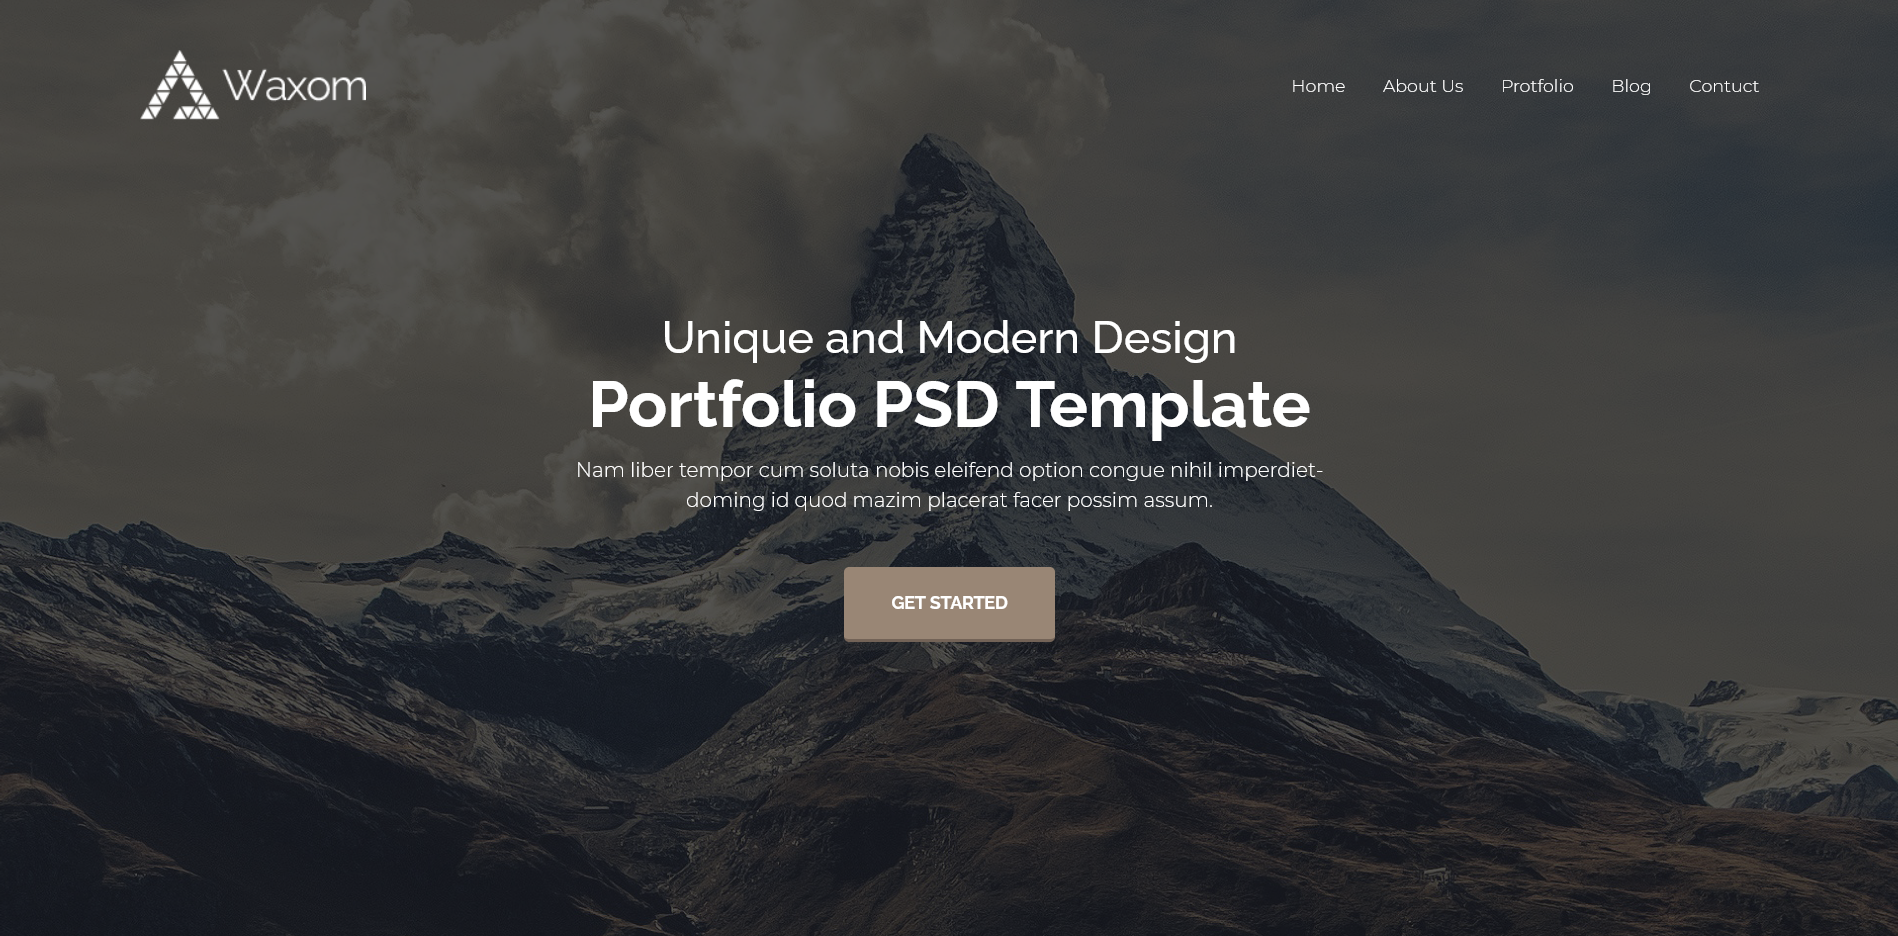 Waxom
Home About Us Protfolio Blog Contuct
Unique and Modern Design
Portfolio PSD Template
Nam liber tempor cum soluta nobis eleifend option congue nihil imperdiet-
doming id quod mazim placerat facer possim assum.
GET STARTED